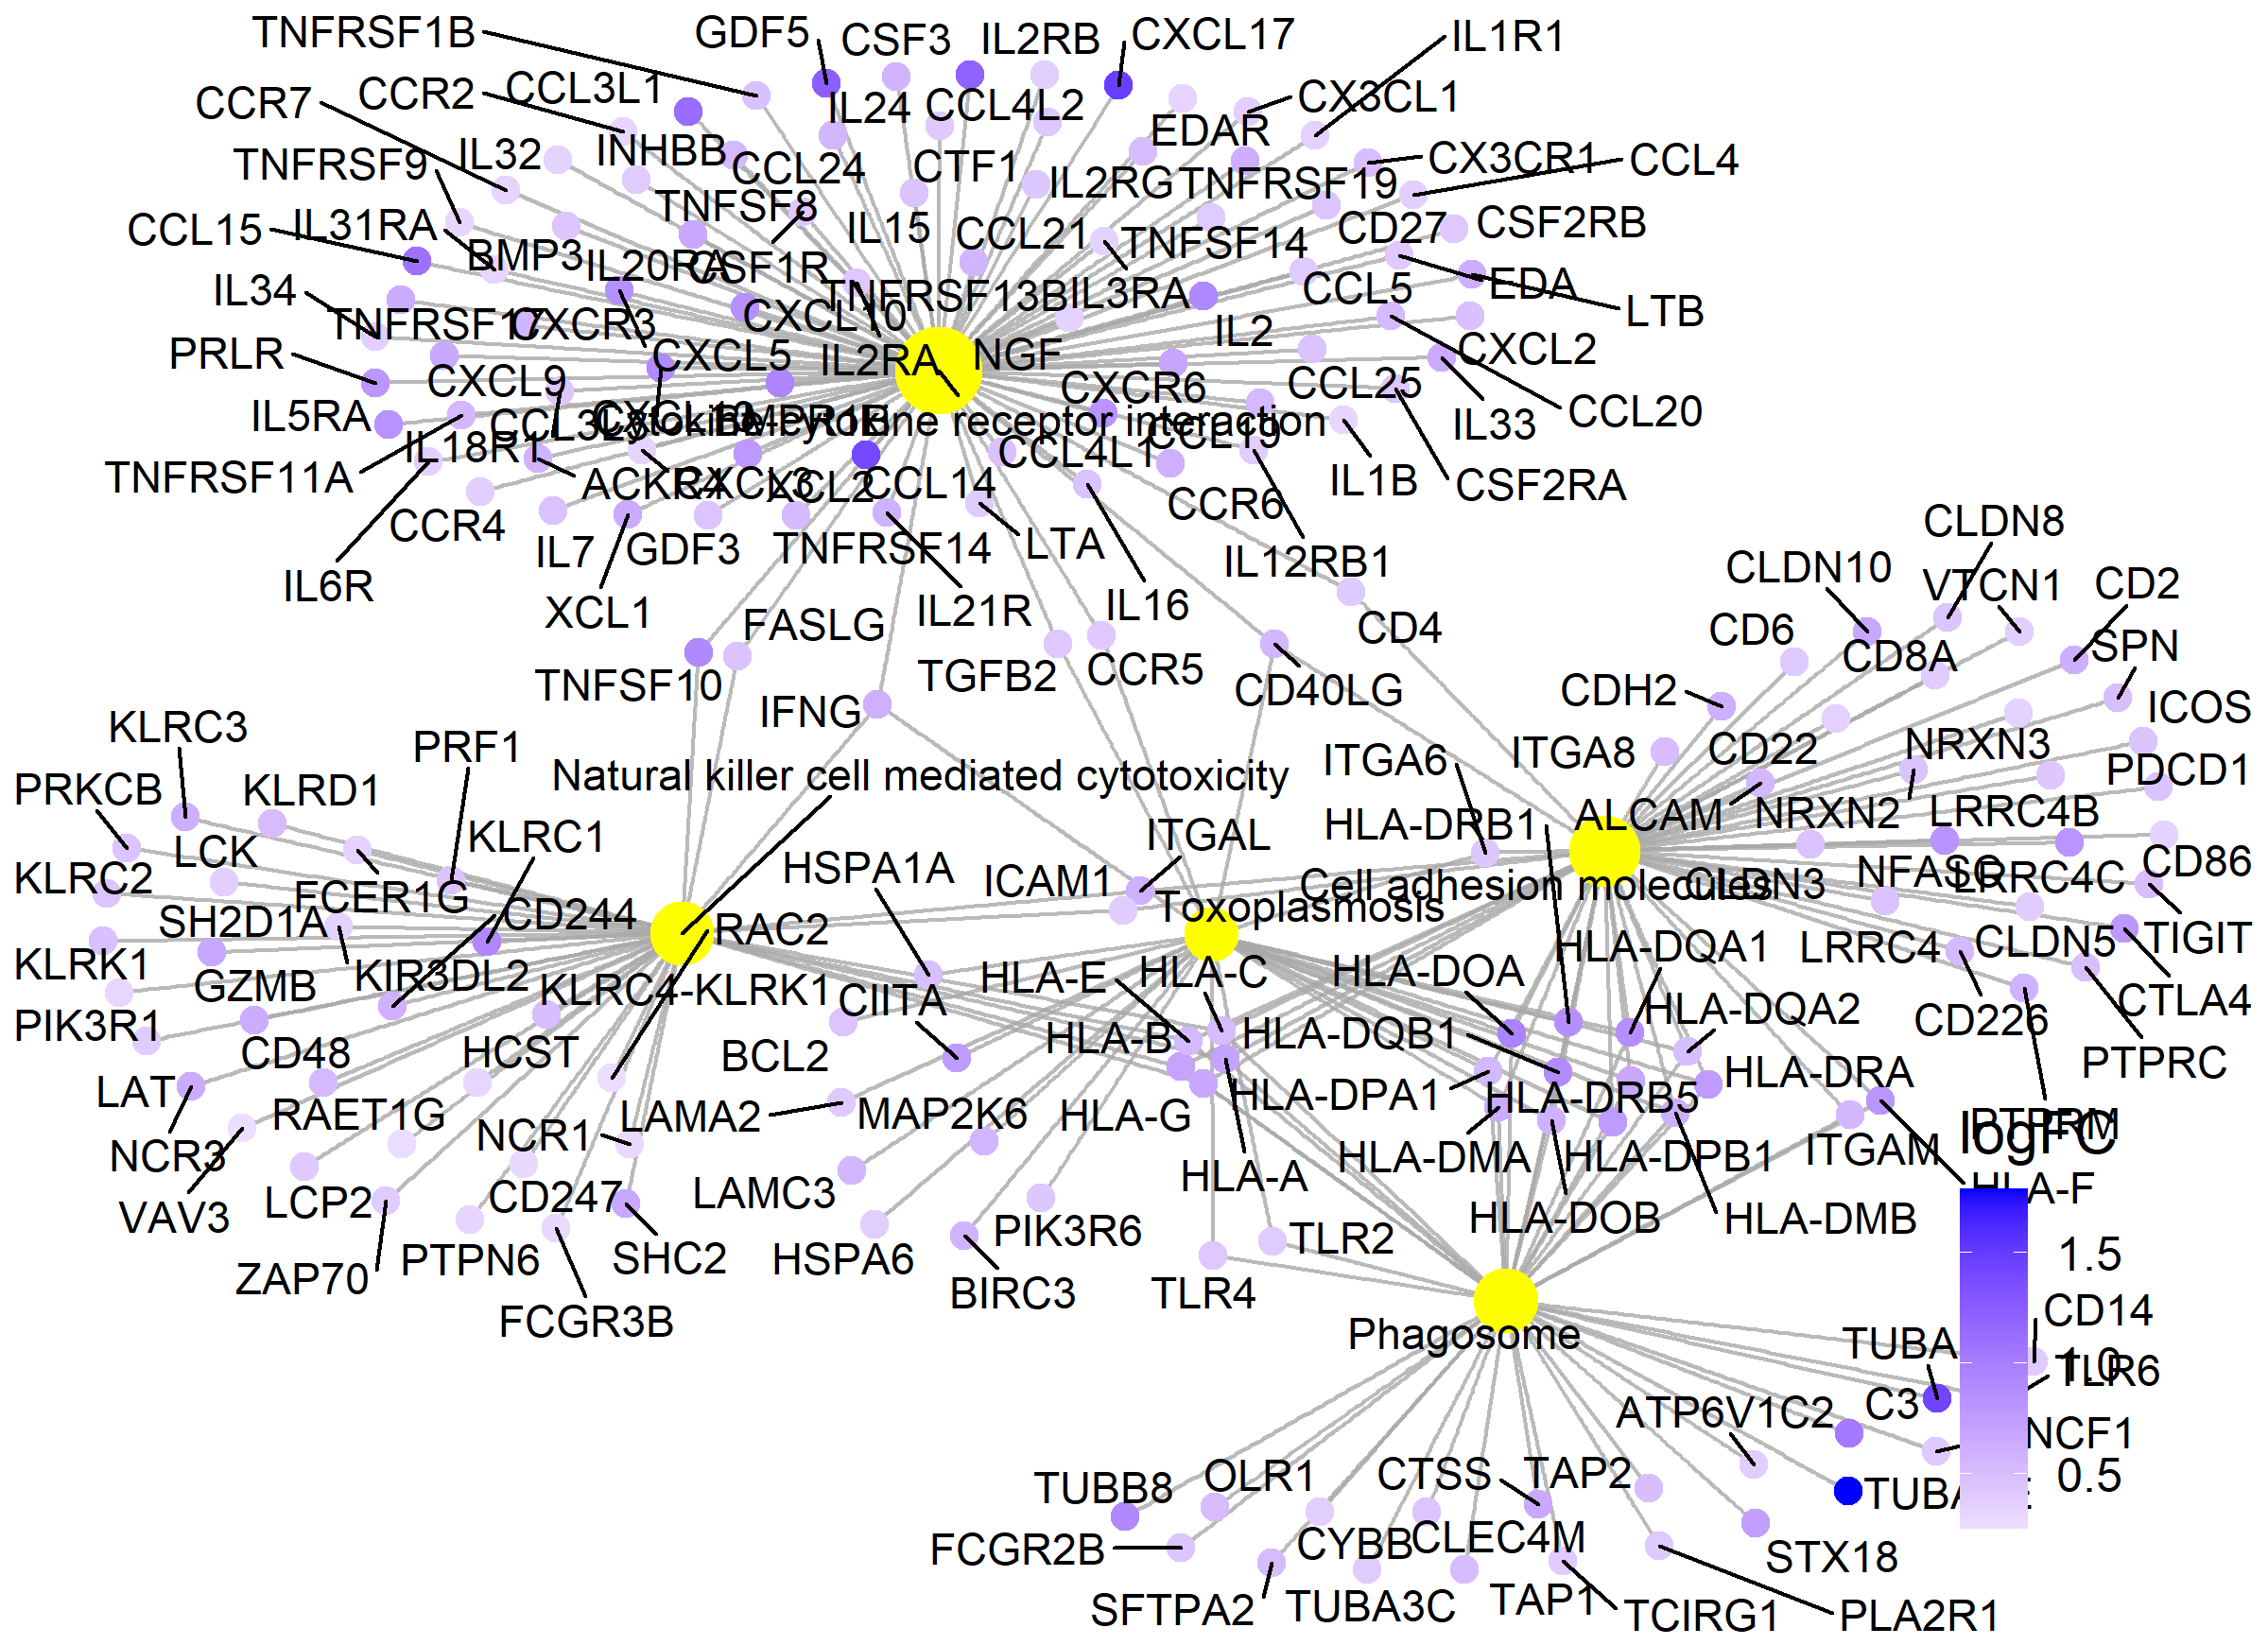 TNFRSF1B
GDF5
CSF3
IL2RB
CXCL17
IL1R1
CCR7
CCR2
CCL3L1
IL24
CCL4L2
CX3CL1
EDAR
TNFRSF9
IL32
INHBB
CCL24
CTF1
IL2RG
TNFRSF19
CX3CR1
CCL4
CCL15
IL31RA
TNFSF8
IL15
CCL21
TNFSF14
CD27
CSF2RB
BMP3
IL20RA
CSF1R
IL34
TNFRSF13B
IL3RA
CCL5
EDA
LTB
TNFRSF17
CXCR3
CXCL10
IL2
PRLR
CXCL5
IL2RA
NGF
CXCL2
CXCL9
CXCR6
CCL25
IL5RA
CCL3L3
CXCL13
BMPR1B
Cytokine-cytokine receptor interaction
CCL19
IL33
CCL20
TNFRSF11A
IL18R1
ACKR4
CXCL3
XCL2
CCL14
CCL4L1
IL1B
CSF2RA
CCR4
CCR6
IL6R
IL7
GDF3
TNFRSF14
LTA
IL12RB1
CLDN8
XCL1
FASLG
IL21R
IL16
CD4
CLDN10
VTCN1
CD2
CD6
CD8A
SPN
TNFSF10
IFNG
TGFB2
CCR5
CD40LG
CDH2
ICOS
KLRC3
PRF1
Natural killer cell mediated cytotoxicity
ITGA6
ITGA8
CD22
NRXN3
PDCD1
PRKCB
KLRD1
KLRC1
HLA-DRB1
ALCAM
NRXN2
LRRC4B
LCK
HSPA1A
ITGAL
ICAM1
KLRC2
FCER1G
CD244
Toxoplasmosis
Cell adhesion molecules
CLDN3
NFASC
LRRC4C
CD86
SH2D1A
RAC2
KLRK1
GZMB
KIR3DL2
KLRC4-KLRK1
CIITA
HLA-E
HLA-C
HLA-DOA
HLA-DQA1
LRRC4
CLDN5
TIGIT
PIK3R1
CD48
HCST
BCL2
HLA-B
HLA-DQB1
HLA-DQA2
CD226
CTLA4
LAT
RAET1G
NCR1
LAMA2
MAP2K6
HLA-G
HLA-DPA1
HLA-DRB5
HLA-DRA
PTPRC
NCR3
PTPRM
logFC
VAV3
LCP2
CD247
LAMC3
HLA-A
HLA-DMA
HLA-DPB1
ITGAM
HLA-F
ZAP70
PTPN6
SHC2
HSPA6
PIK3R6
TLR2
HLA-DOB
HLA-DMB
FCGR3B
BIRC3
TLR4
1.5
CD14
Phagosome
TUBA
1.0
TLR6
ATP6V1C2
C3
NCF1
TUBB8
OLR1
CTSS
TAP2
0.5
TUBA
E
FCGR2B
CYBB
CLEC4M
STX18
SFTPA2
TUBA3C
TAP1
TCIRG1
PLA2R1